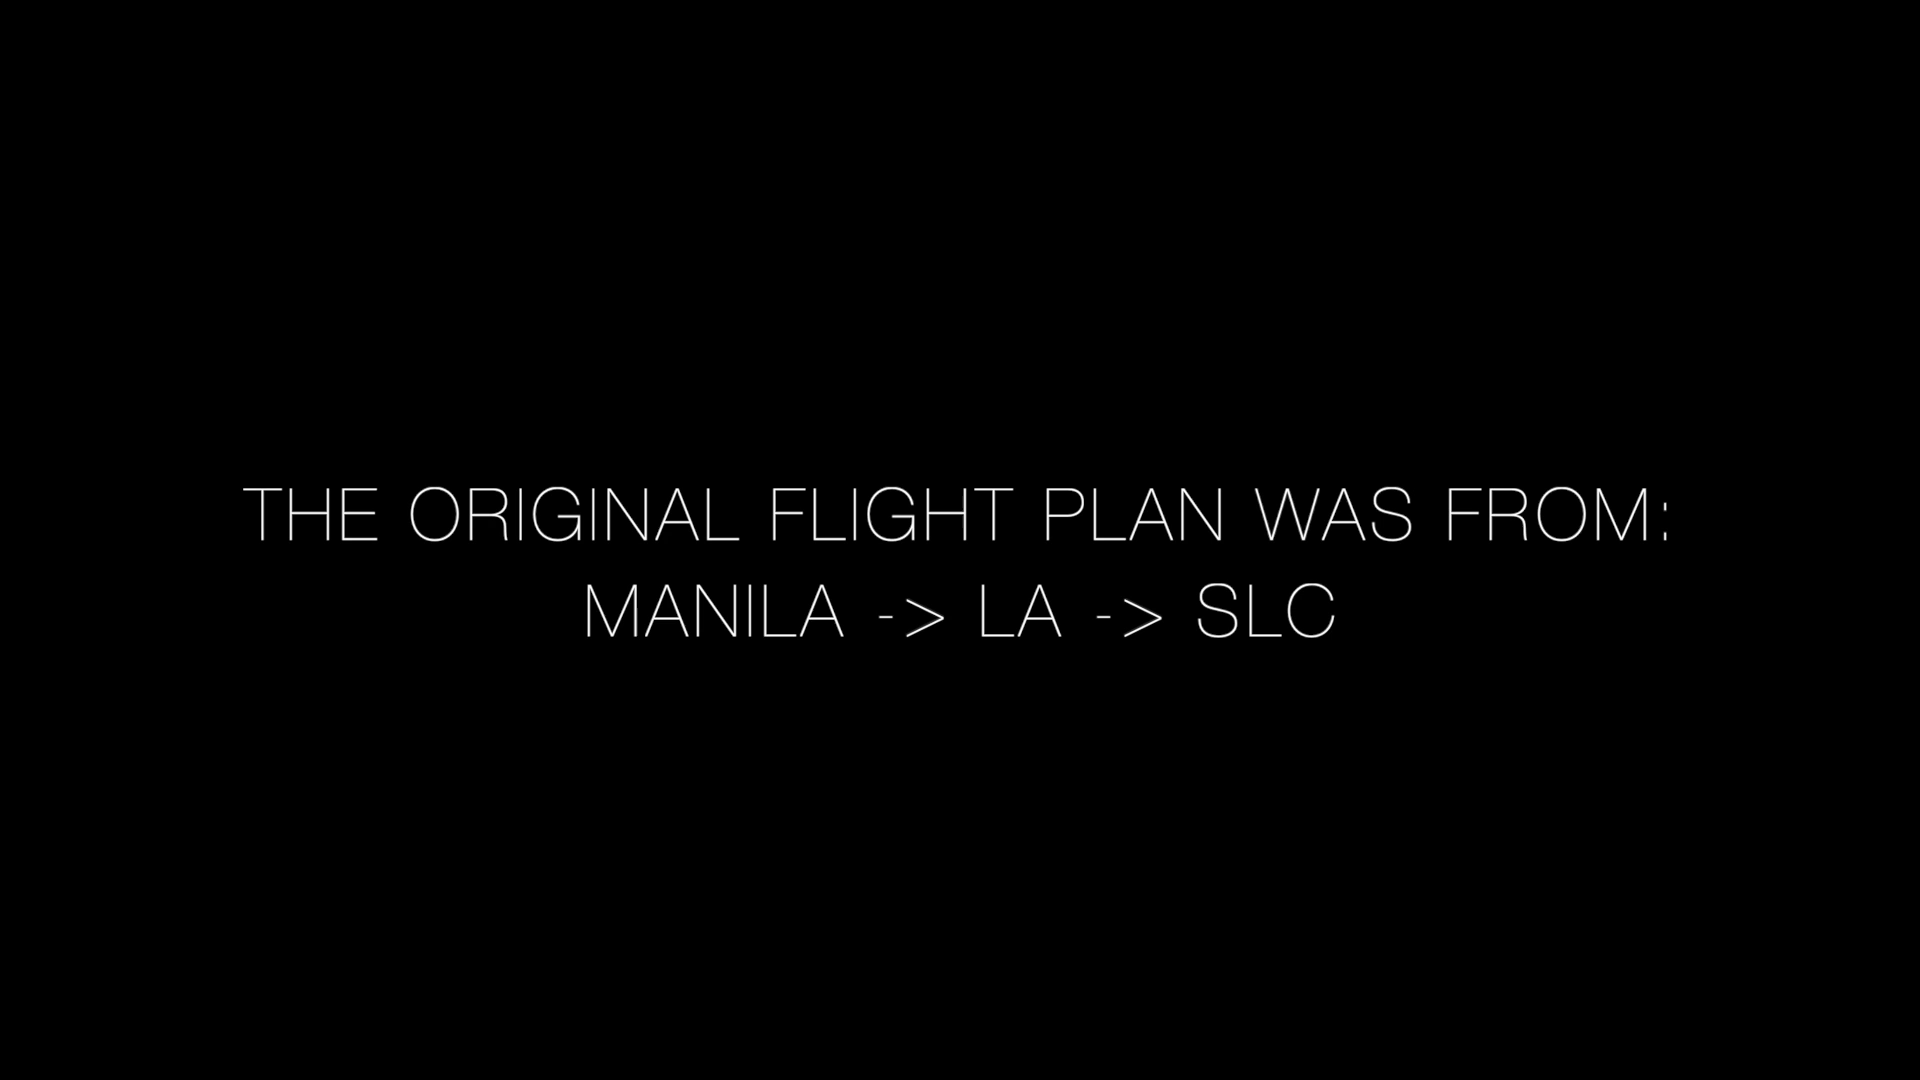 THE ORIGINAL FLIGHT PLAN WAS FROM:
MANILA -> LA -> SLC